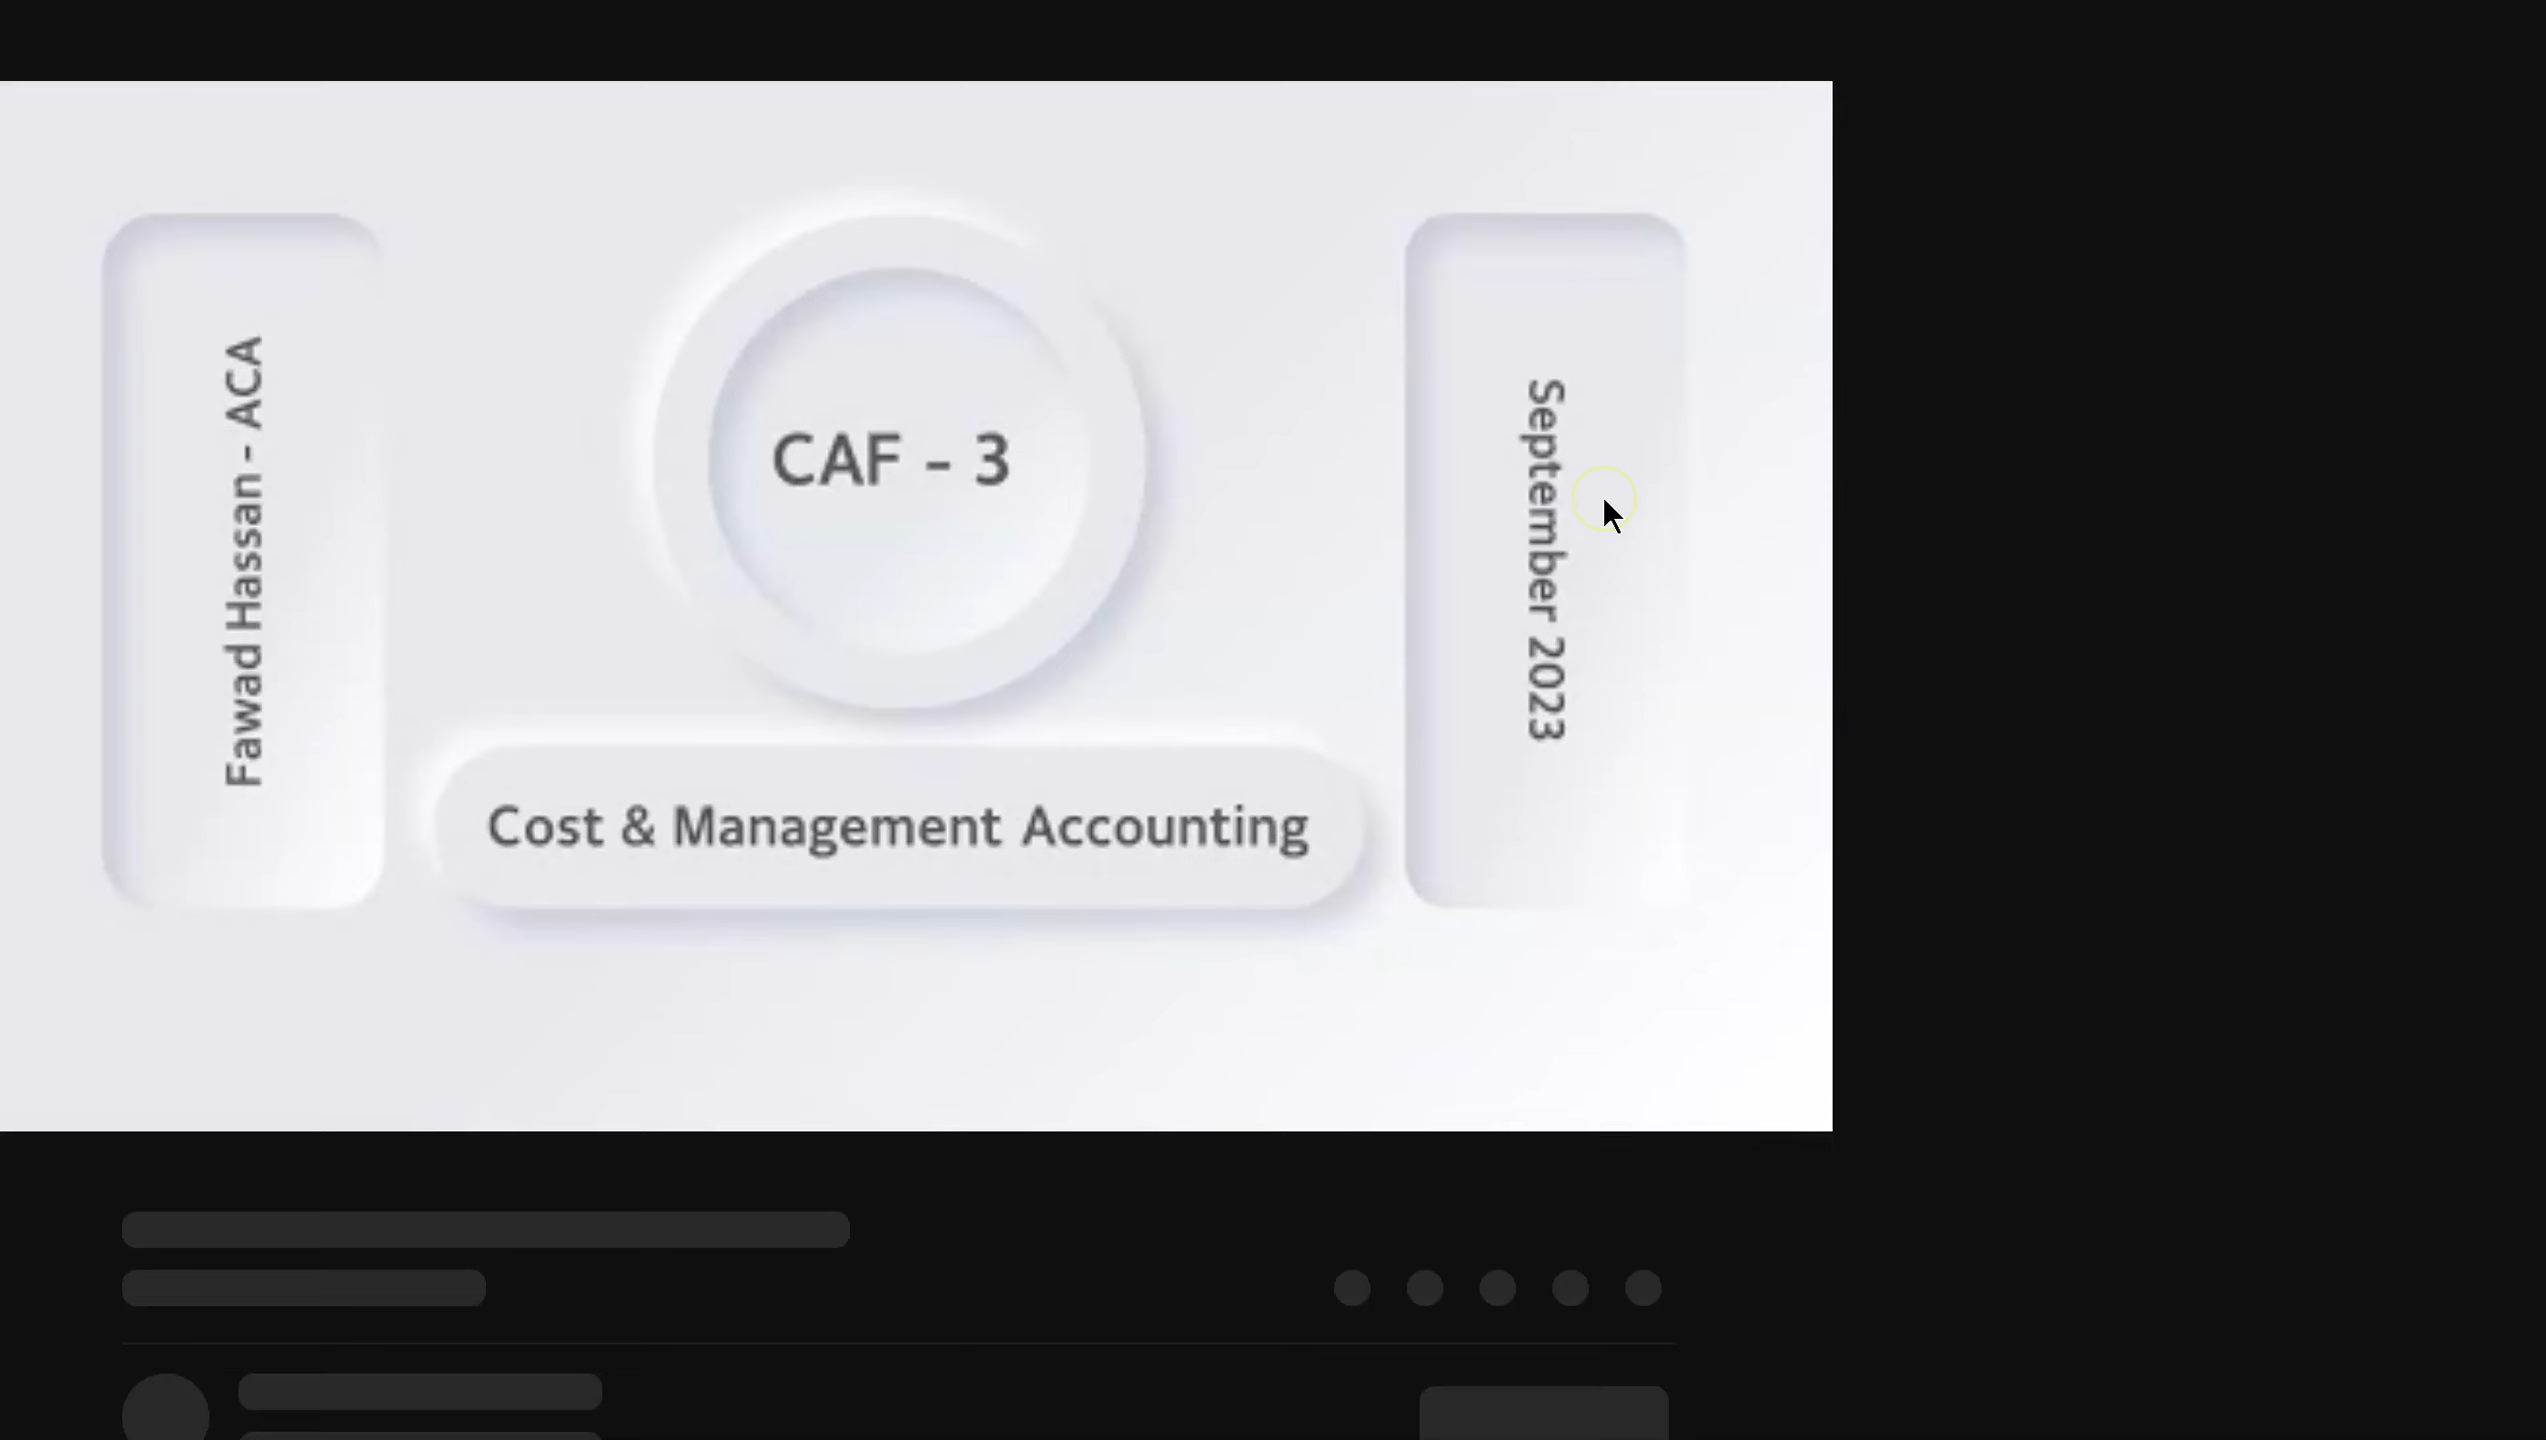 Fawad Hassan - ACA
CAF - 3
Cost & Management Accounting
September 2023